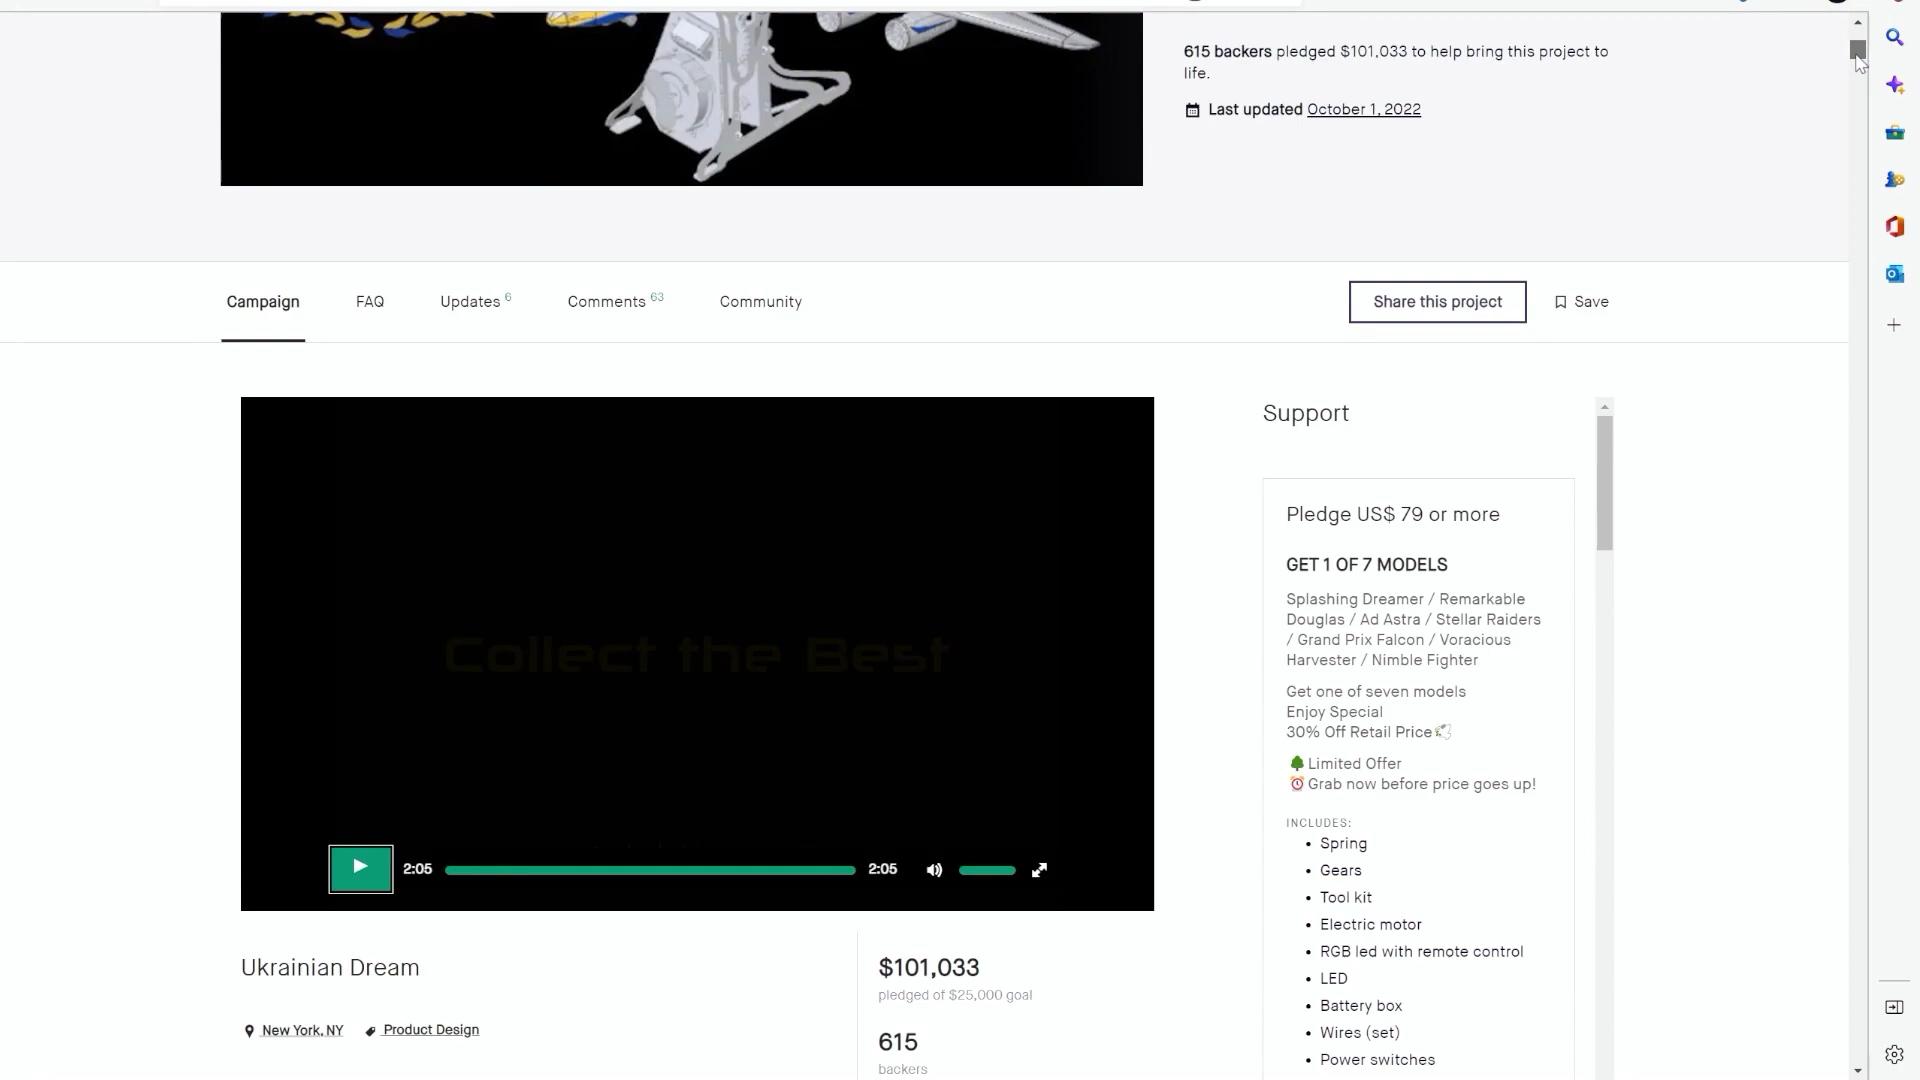 615 backers pledged $101,033 to help bring this project to
life.
Last updated October 1, 2022
Campaign
FAQ
Updates 6
Comments 63
Community
Share this project
Save
Collect the Best
2:05
2:05
Support
Pledge US$ 79 or more
GET 1 OF 7 MODELS
Splashing Dreamer / Remarkable
Douglas / Ad Astra / Stellar Raiders
/ Grand Prix Falcon / Voracious
Harvester / Nimble Fighter
Get one of seven models
Enjoy Special
30% Off Retail Price
Limited Offer
Grab now before price goes up!
INCLUDES:
• Spring
• Gears
• Tool kit
• Electric motor
• RGB led with remote control
• LED
• Battery box
• Wires (set)
• Power switches
Ukrainian Dream
New York, NY
Product Design
$101,033
pledged of $25,000 goal
615
backers